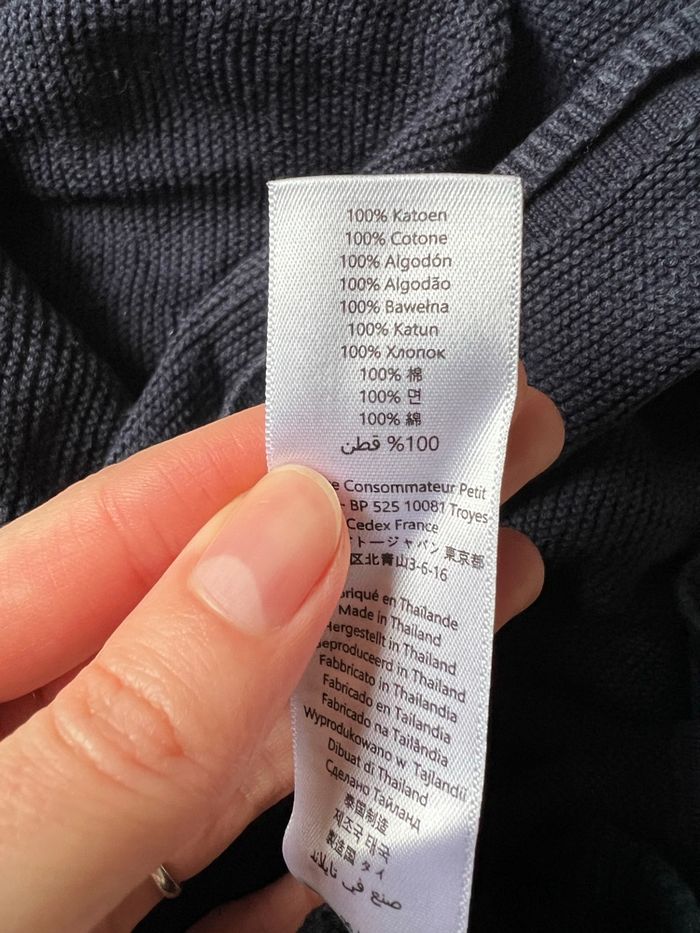 100% Katoen
100% Cotone
100% Algodón
100% Algodão
100% Bawełna
100% Katun
100% Хлопок
100% 棉
100% 면
100% 綿
%100 قطن
Consommateur Petit
BP 525 10081 Troyes
Cedex France
トージャパン東京都
区北青山3-6-16
en Thaïlande
Made in Thailand
in Thailand
in Thailand
Fabbricato in Thailandia
Fabricado en Tailandia
Fabricado na Tailândia
Wyprodukowano w Tajlandii
Dibuat di Thailand
Сделано Тайланд
泰国制造
제조국 태국
製造国 タイ
صنع في تايلاند